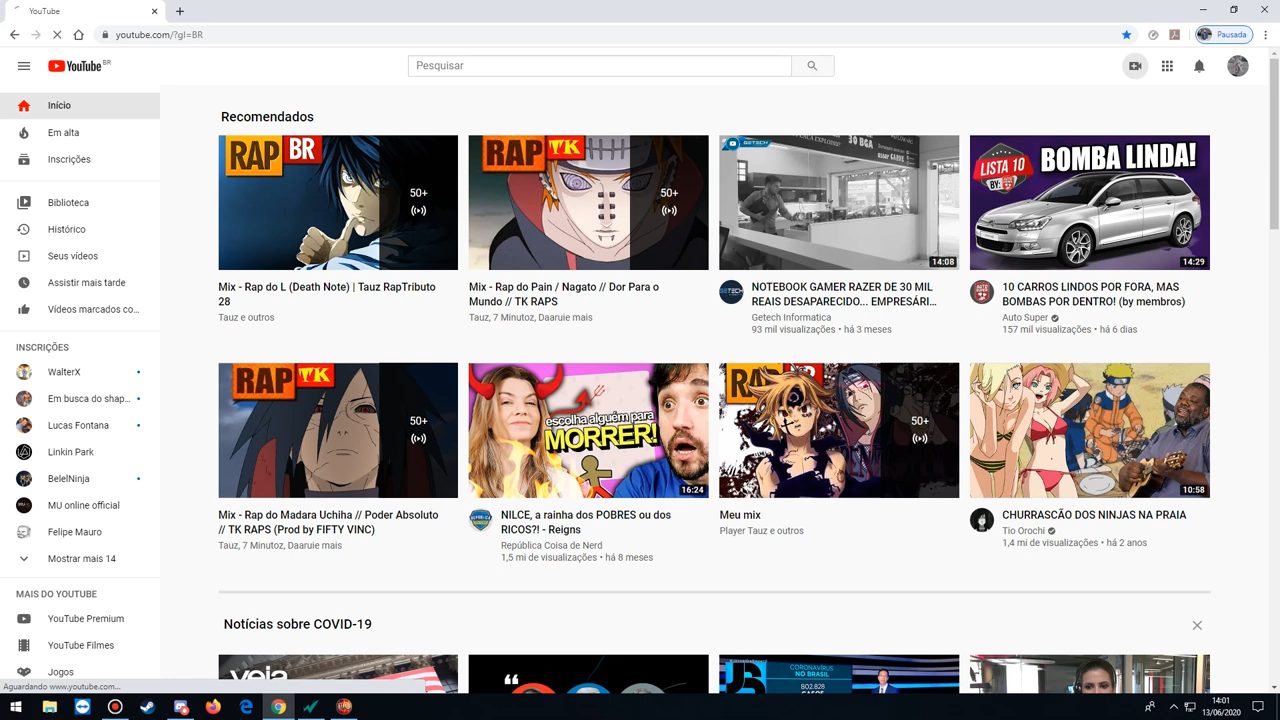 YouTube
youtube.com/?gl=BR
Pausada
YouTube BR
Pesquisar
Início
Em alta
Inscrições
Biblioteca
Histórico
Seus vídeos
Assistir mais tarde
Vídeos marcados co...
INSCRIÇÕES
WalterX
Em busca do shap...
Lucas Fontana
Linkin Park
BelelNinja
MU online official
Felipe Mauro
Mostrar mais 14
MAIS DO YOUTUBE
YouTube Premium
YouTube Filmes
Jogos
Recomendados
RAP BR
50+
Mix - Rap do L (Death Note) | Tauz RapTributo
28
Tauz e outros
RAP TK
50+
Mix - Rap do Pain / Nagato // Dor Para o
Mundo // TK RAPS
Tauz, 7 Minutoz, Daaruie mais
GETECH
30 BGA
14:08
NOTEBOOK GAMER RAZER DE 30 MIL
REAIS DESAPARECIDO... EMPRESÁRI...
Getech Informatica
93 mil visualizações • há 3 meses
LISTA 10
BY:
BOMBA LINDA!
14:29
10 CARROS LINDOS POR FORA, MAS
BOMBAS POR DENTRO! (by membros)
Auto Super
157 mil visualizações • há 6 dias
RAP TK
50+
Mix - Rap do Madara Uchiha // Poder Absoluto
// TK RAPS (Prod by FIFTY VINC)
Tauz, 7 Minutoz, Daaruie mais
escolha alguém para
MORRER!
16:24
NILCE, a rainha dos POBRES ou dos
RICOS?! - Reigns
República Coisa de Nerd
1,5 mi de visualizações • há 8 meses
RAP
50+
Meu mix
Player Tauz e outros
10:58
CHURRASCÃO DOS NINJAS NA PRAIA
Tio Orochi
1,4 mi de visualizações • há 2 anos
Notícias sobre COVID-19
veja
CORONAVÍRUS
NO BRASIL
802.828
Aguardando www.youtube.com...
14:01
13/06/2020